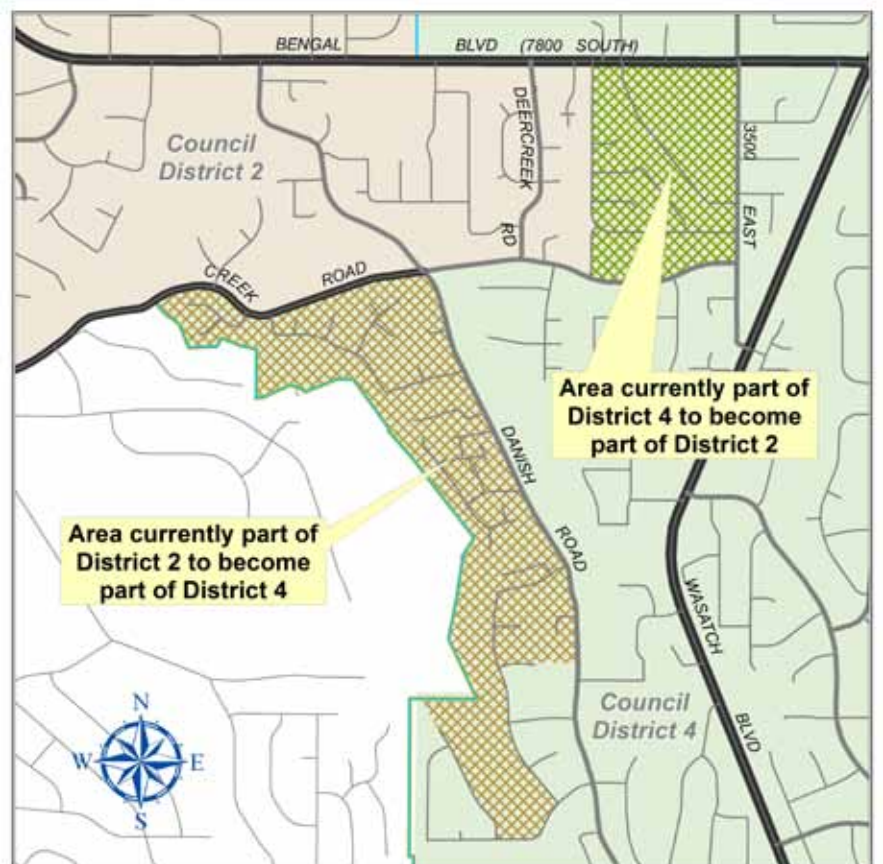 BENGAL BLVD (7800 SOUTH)
Council
District 2
DEERCREEK
RD
3500
EAST
CREEK
ROAD
Area currently part of
District 4 to become
part of District 2
DANISH
ROAD
Area currently part of
District 2 to become
part of District 4
WASATCH
BLVD
Council
District 4
N
W E
S